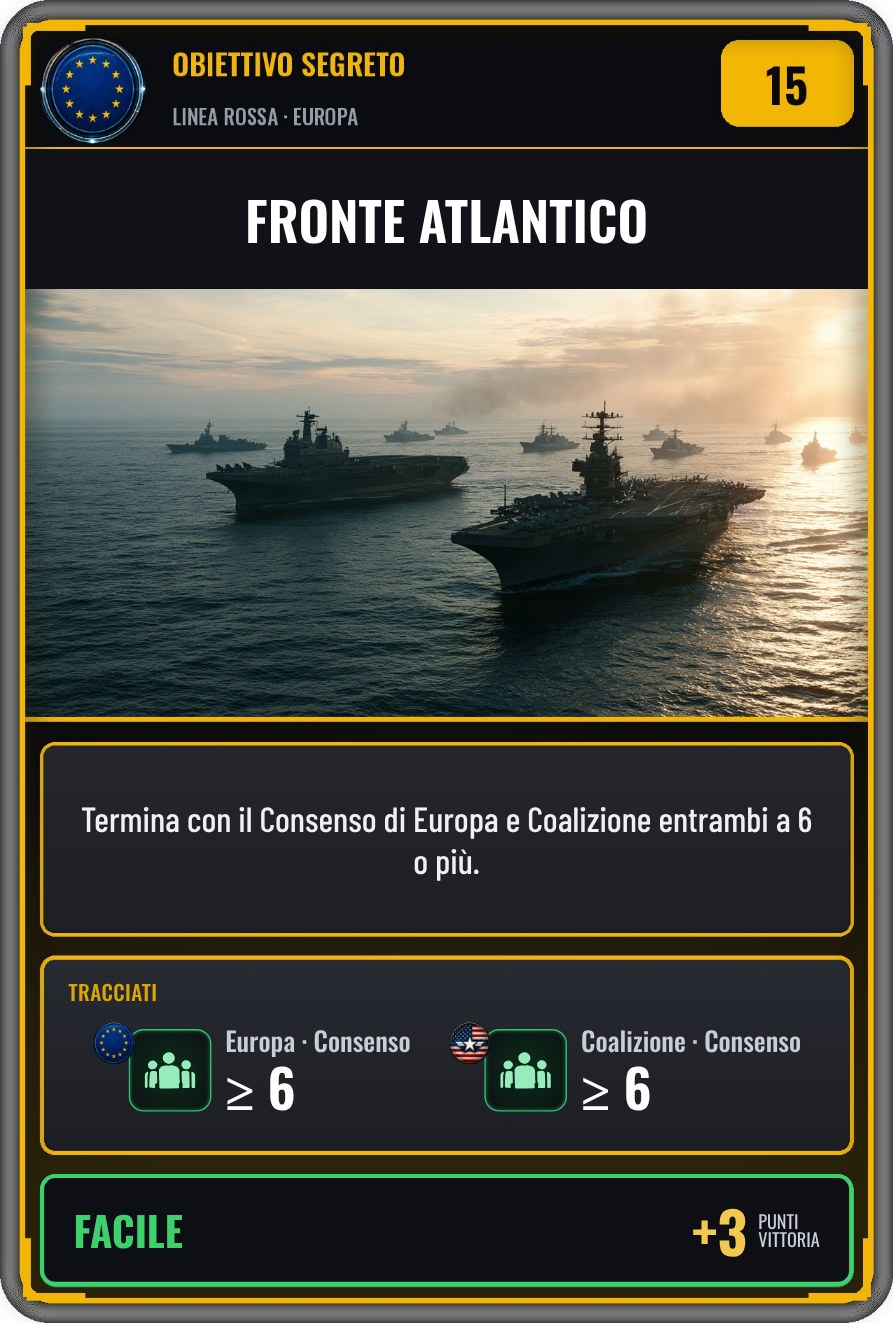 OBIETTIVO SEGRETO
15
LINEA ROSSA · EUROPA
FRONTE ATLANTICO
Termina con il Consenso di Europa e Coalizione entrambi a 6
o più.
TRACCIATI
Europa · Consenso
≥ 6
Coalizione · Consenso
≥ 6
FACILE
+3
PUNTI
VITTORIA